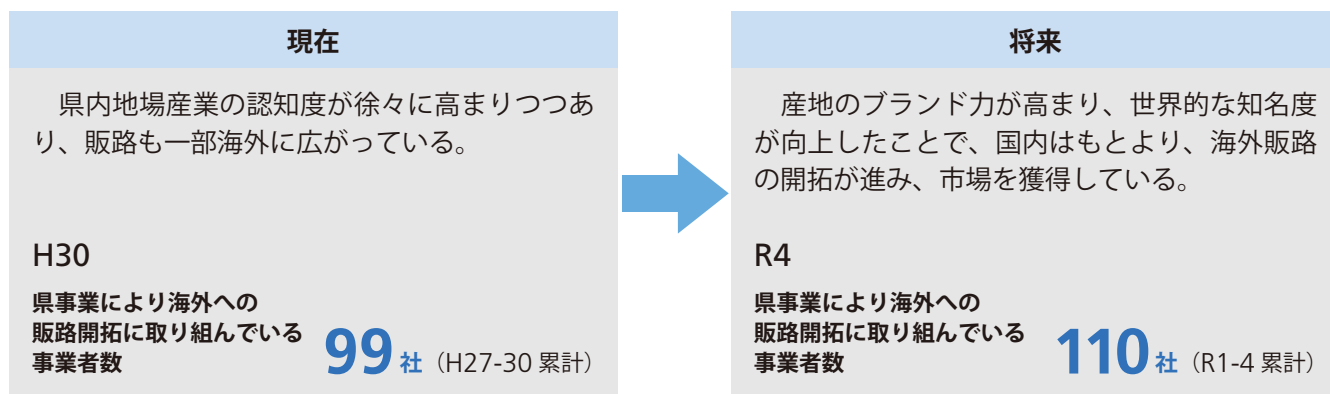 現在
県内地場産業の認知度が徐々に高まりつつあ
り、販路も一部海外に広がっている。
H30
県事業により海外への
販路開拓に取り組んでいる
事業者数
99社（H27-30 累計）
将来
産地のブランド力が高まり、世界的な知名度
が向上したことで、国内はもとより、海外販路
の開拓が進み、市場を獲得している。
R4
県事業により海外への
販路開拓に取り組んでいる
事業者数
110社（R1-4 累計）